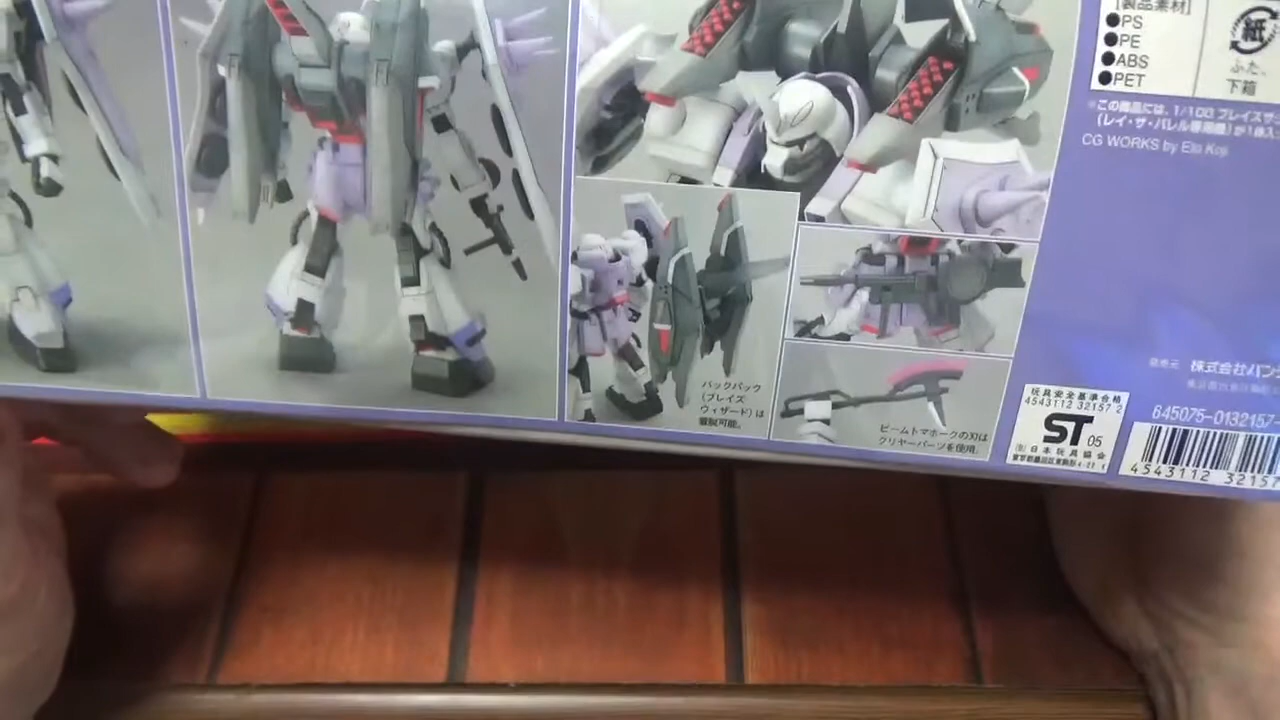 [製品素材]
●PS
●PE
●ABS
●PET
紙
ふた、
下箱
※この商品には、1/100 ブレイズザ
(レイ・ザ・バレル専用機)が1体入
CG WORKS by Eto Koji
バックパック
(ブレイズ
ウィザード)は
着脱可能。
ビームトマホークの刃は
クリヤーパーツを使用。
発売元 株式会社バンダ
玩具安全基準合格
4543112 32157 2
ST 05
(B) 日本玩具協会
645075-0132157-
4543112 32157